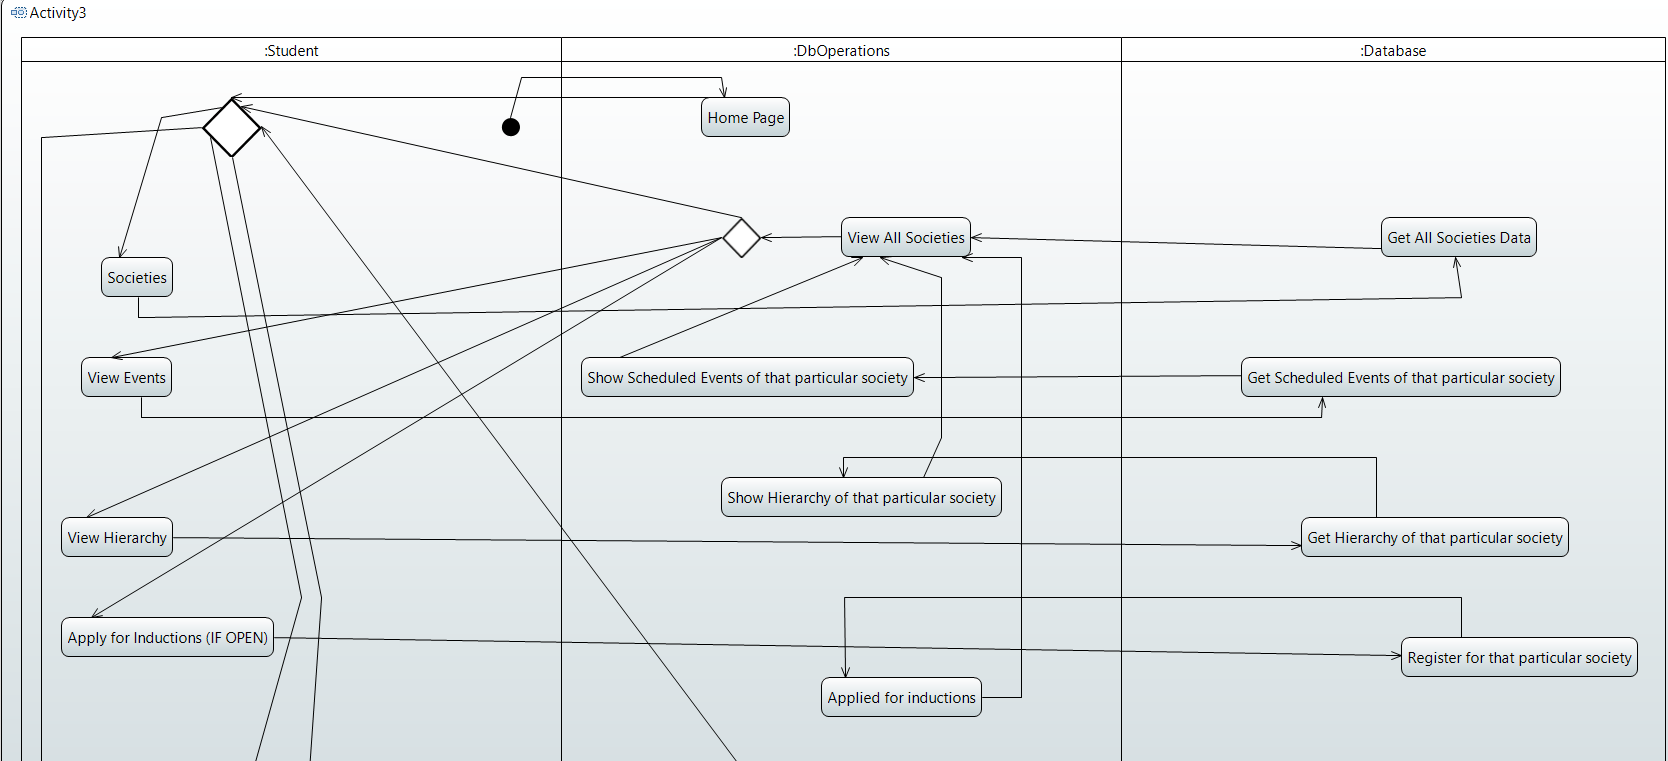 Activity3
:Student
:DbOperations
:Database
Home Page
View All Societies
Get All Societies Data
Societies
View Events
Show Scheduled Events of that particular society
Get Scheduled Events of that particular society
Show Hierarchy of that particular society
View Hierarchy
Get Hierarchy of that particular society
Apply for Inductions (IF OPEN)
Register for that particular society
Applied for inductions